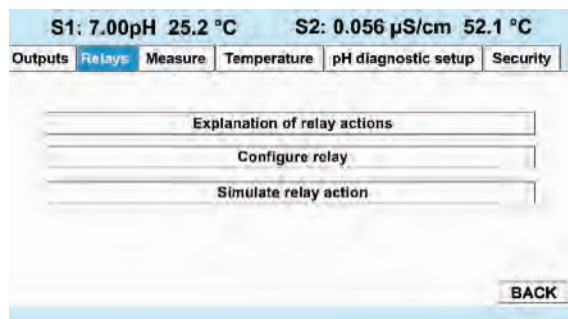 S1: 7.00pH 25.2 °C S2: 0.056 µS/cm 52.1 °C
Outputs Relays Measure Temperature pH diagnostic setup Security
Explanation of relay actions
Configure relay
Simulate relay action
BACK